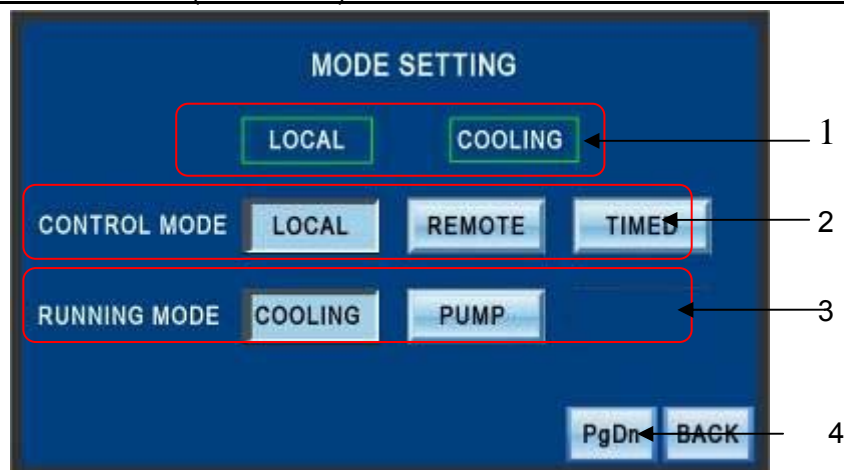 MODE SETTING
LOCAL COOLING 1
CONTROL MODE LOCAL REMOTE TIMED 2
RUNNING MODE COOLING PUMP 3
PgDn BACK 4